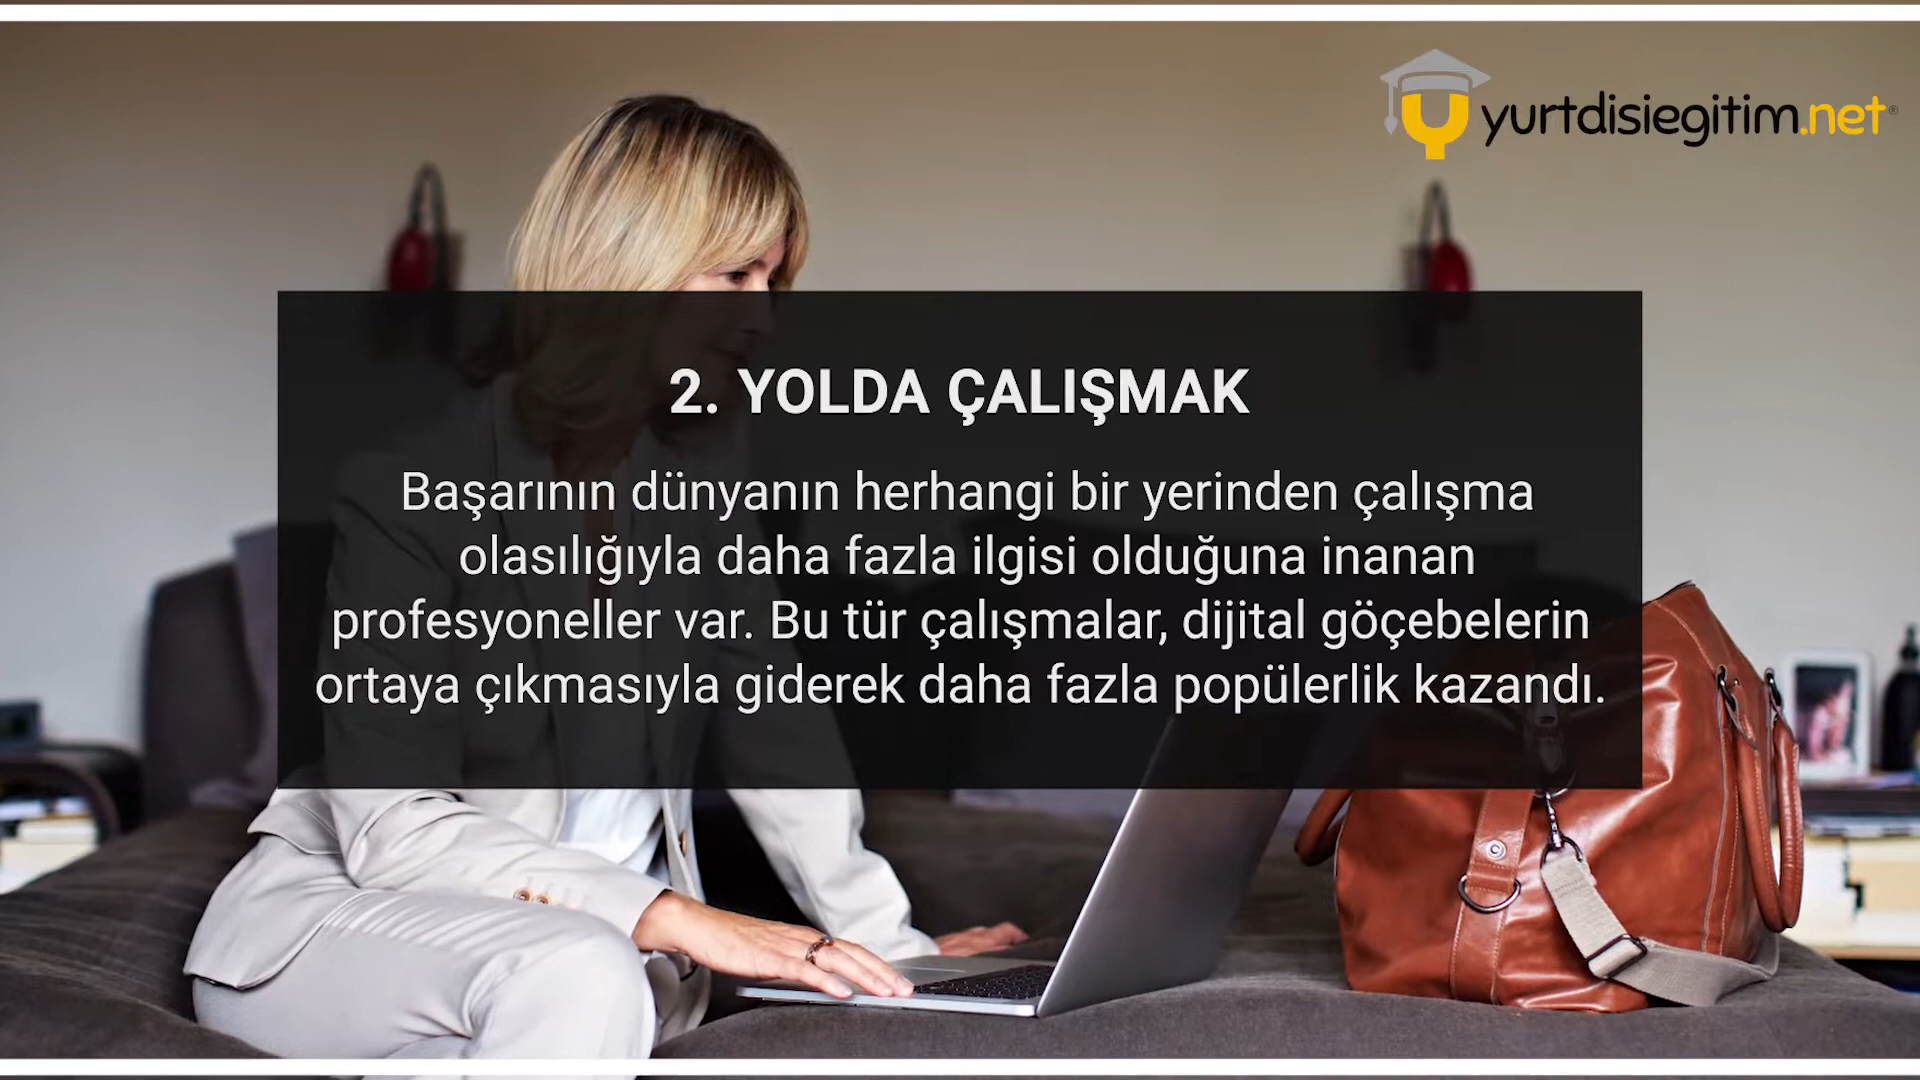 yurtdisiegitim.net®
2. YOLDA ÇALIŞMAK
Başarının dünyanın herhangi bir yerinden çalışma
olasılığıyla daha fazla ilgisi olduğuna inanan
profesyoneller var. Bu tür çalışmalar, dijital göçebelerin
ortaya çıkmasıyla giderek daha fazla popülerlik kazandı.